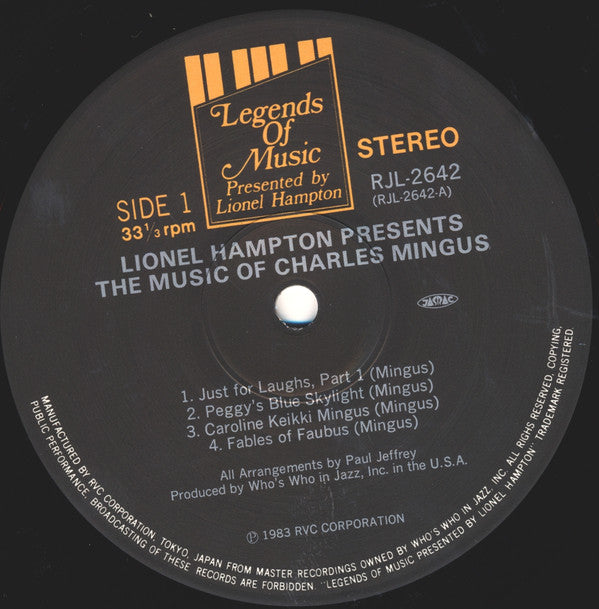 Legends
Of
Music
Presented by
Lionel Hampton
STEREO
RJL-2642
(RJL-2642-A)
SIDE 1
33 1/3 rpm
LIONEL HAMPTON PRESENTS
THE MUSIC OF CHARLES MINGUS
JASRAC
1. Just for Laughs, Part 1 (Mingus)
2. Peggy's Blue Skylight (Mingus)
3. Caroline Keikki Mingus (Mingus)
4. Fables of Faubus (Mingus)
All Arrangements by Paul Jeffrey
Produced by Who's Who in Jazz, Inc. in the U.S.A.
Ⓟ 1983 RVC CORPORATION
MANUFACTURED BY RVC CORPORATION, TOKYO, JAPAN FROM MASTER RECORDINGS OWNED BY WHO'S WHO IN JAZZ, INC. ALL RIGHTS RESERVED, COPYING,
PUBLIC PERFORMANCE, BROADCASTING OF THESE RECORDS ARE FORBIDDEN. "LEGENDS OF MUSIC PRESENTED BY LIONEL HAMPTON" TRADEMARK REGISTERED.